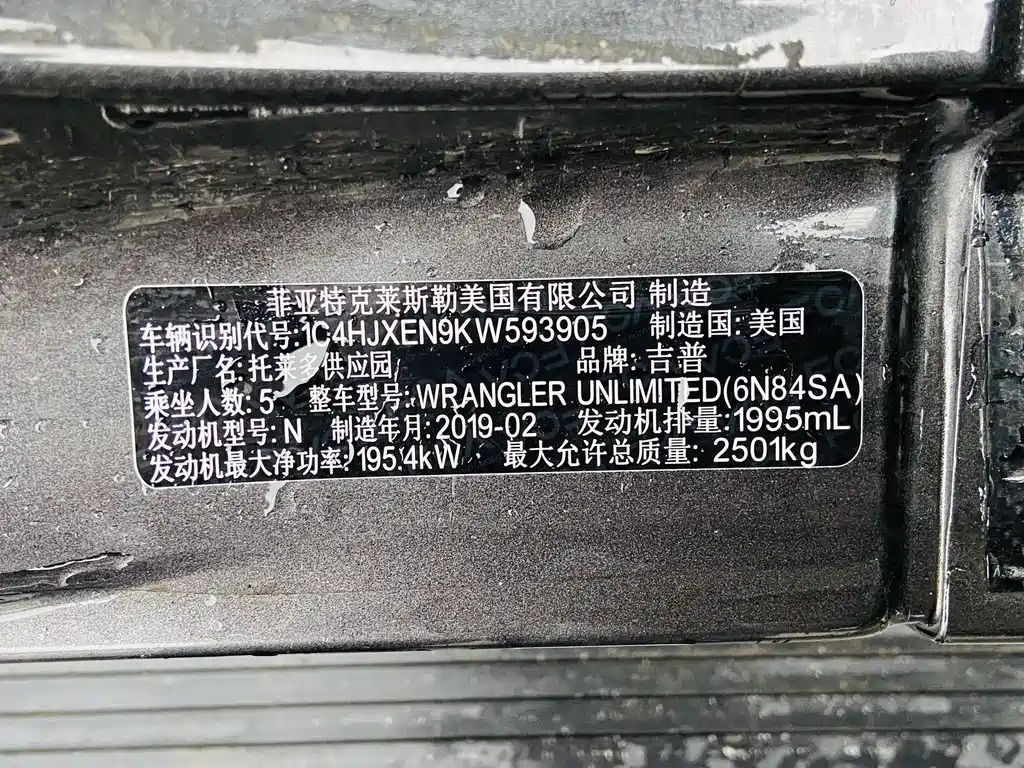 菲亚特克莱斯勒美国有限公司 制造
车辆识别代号:1C4HJXEN9KW593905 制造国:美国
生产厂名:托莱多供应园 品牌:吉普
乘坐人数:5 整车型号:WRANGLER UNLIMITED(6N84SA)
发动机型号:N 制造年月:2019-02 发动机排量:1995mL
发动机最大净功率:195.4kW 最大允许总质量:2501kg